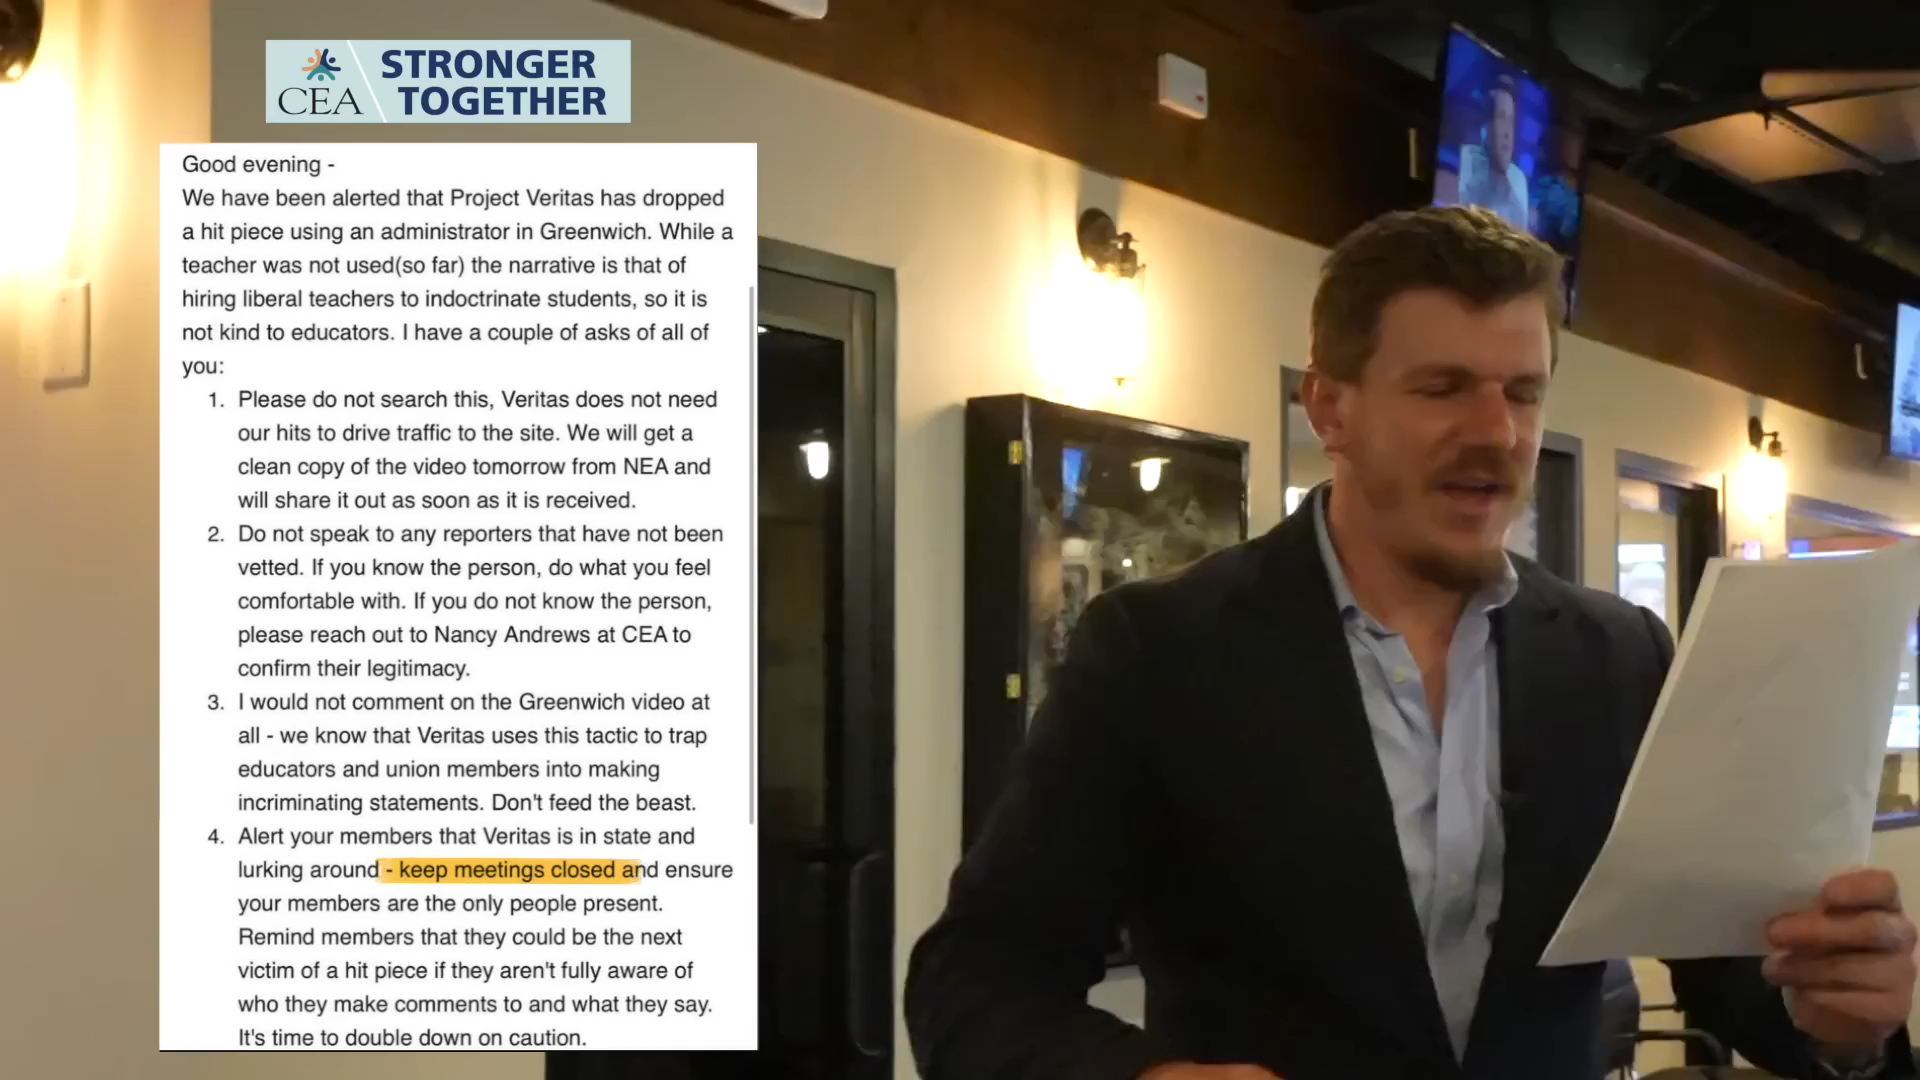 CEA
STRONGER
TOGETHER
Good evening -
We have been alerted that Project Veritas has dropped
a hit piece using an administrator in Greenwich. While a
teacher was not used(so far) the narrative is that of
hiring liberal teachers to indoctrinate students, so it is
not kind to educators. I have a couple of asks of all of
you:
1. Please do not search this, Veritas does not need
our hits to drive traffic to the site. We will get a
clean copy of the video tomorrow from NEA and
will share it out as soon as it is received.
2. Do not speak to any reporters that have not been
vetted. If you know the person, do what you feel
comfortable with. If you do not know the person,
please reach out to Nancy Andrews at CEA to
confirm their legitimacy.
3. I would not comment on the Greenwich video at
all - we know that Veritas uses this tactic to trap
educators and union members into making
incriminating statements. Don't feed the beast.
4. Alert your members that Veritas is in state and
lurking around - keep meetings closed and ensure
your members are the only people present.
Remind members that they could be the next
victim of a hit piece if they aren't fully aware of
who they make comments to and what they say.
It's time to double down on caution.